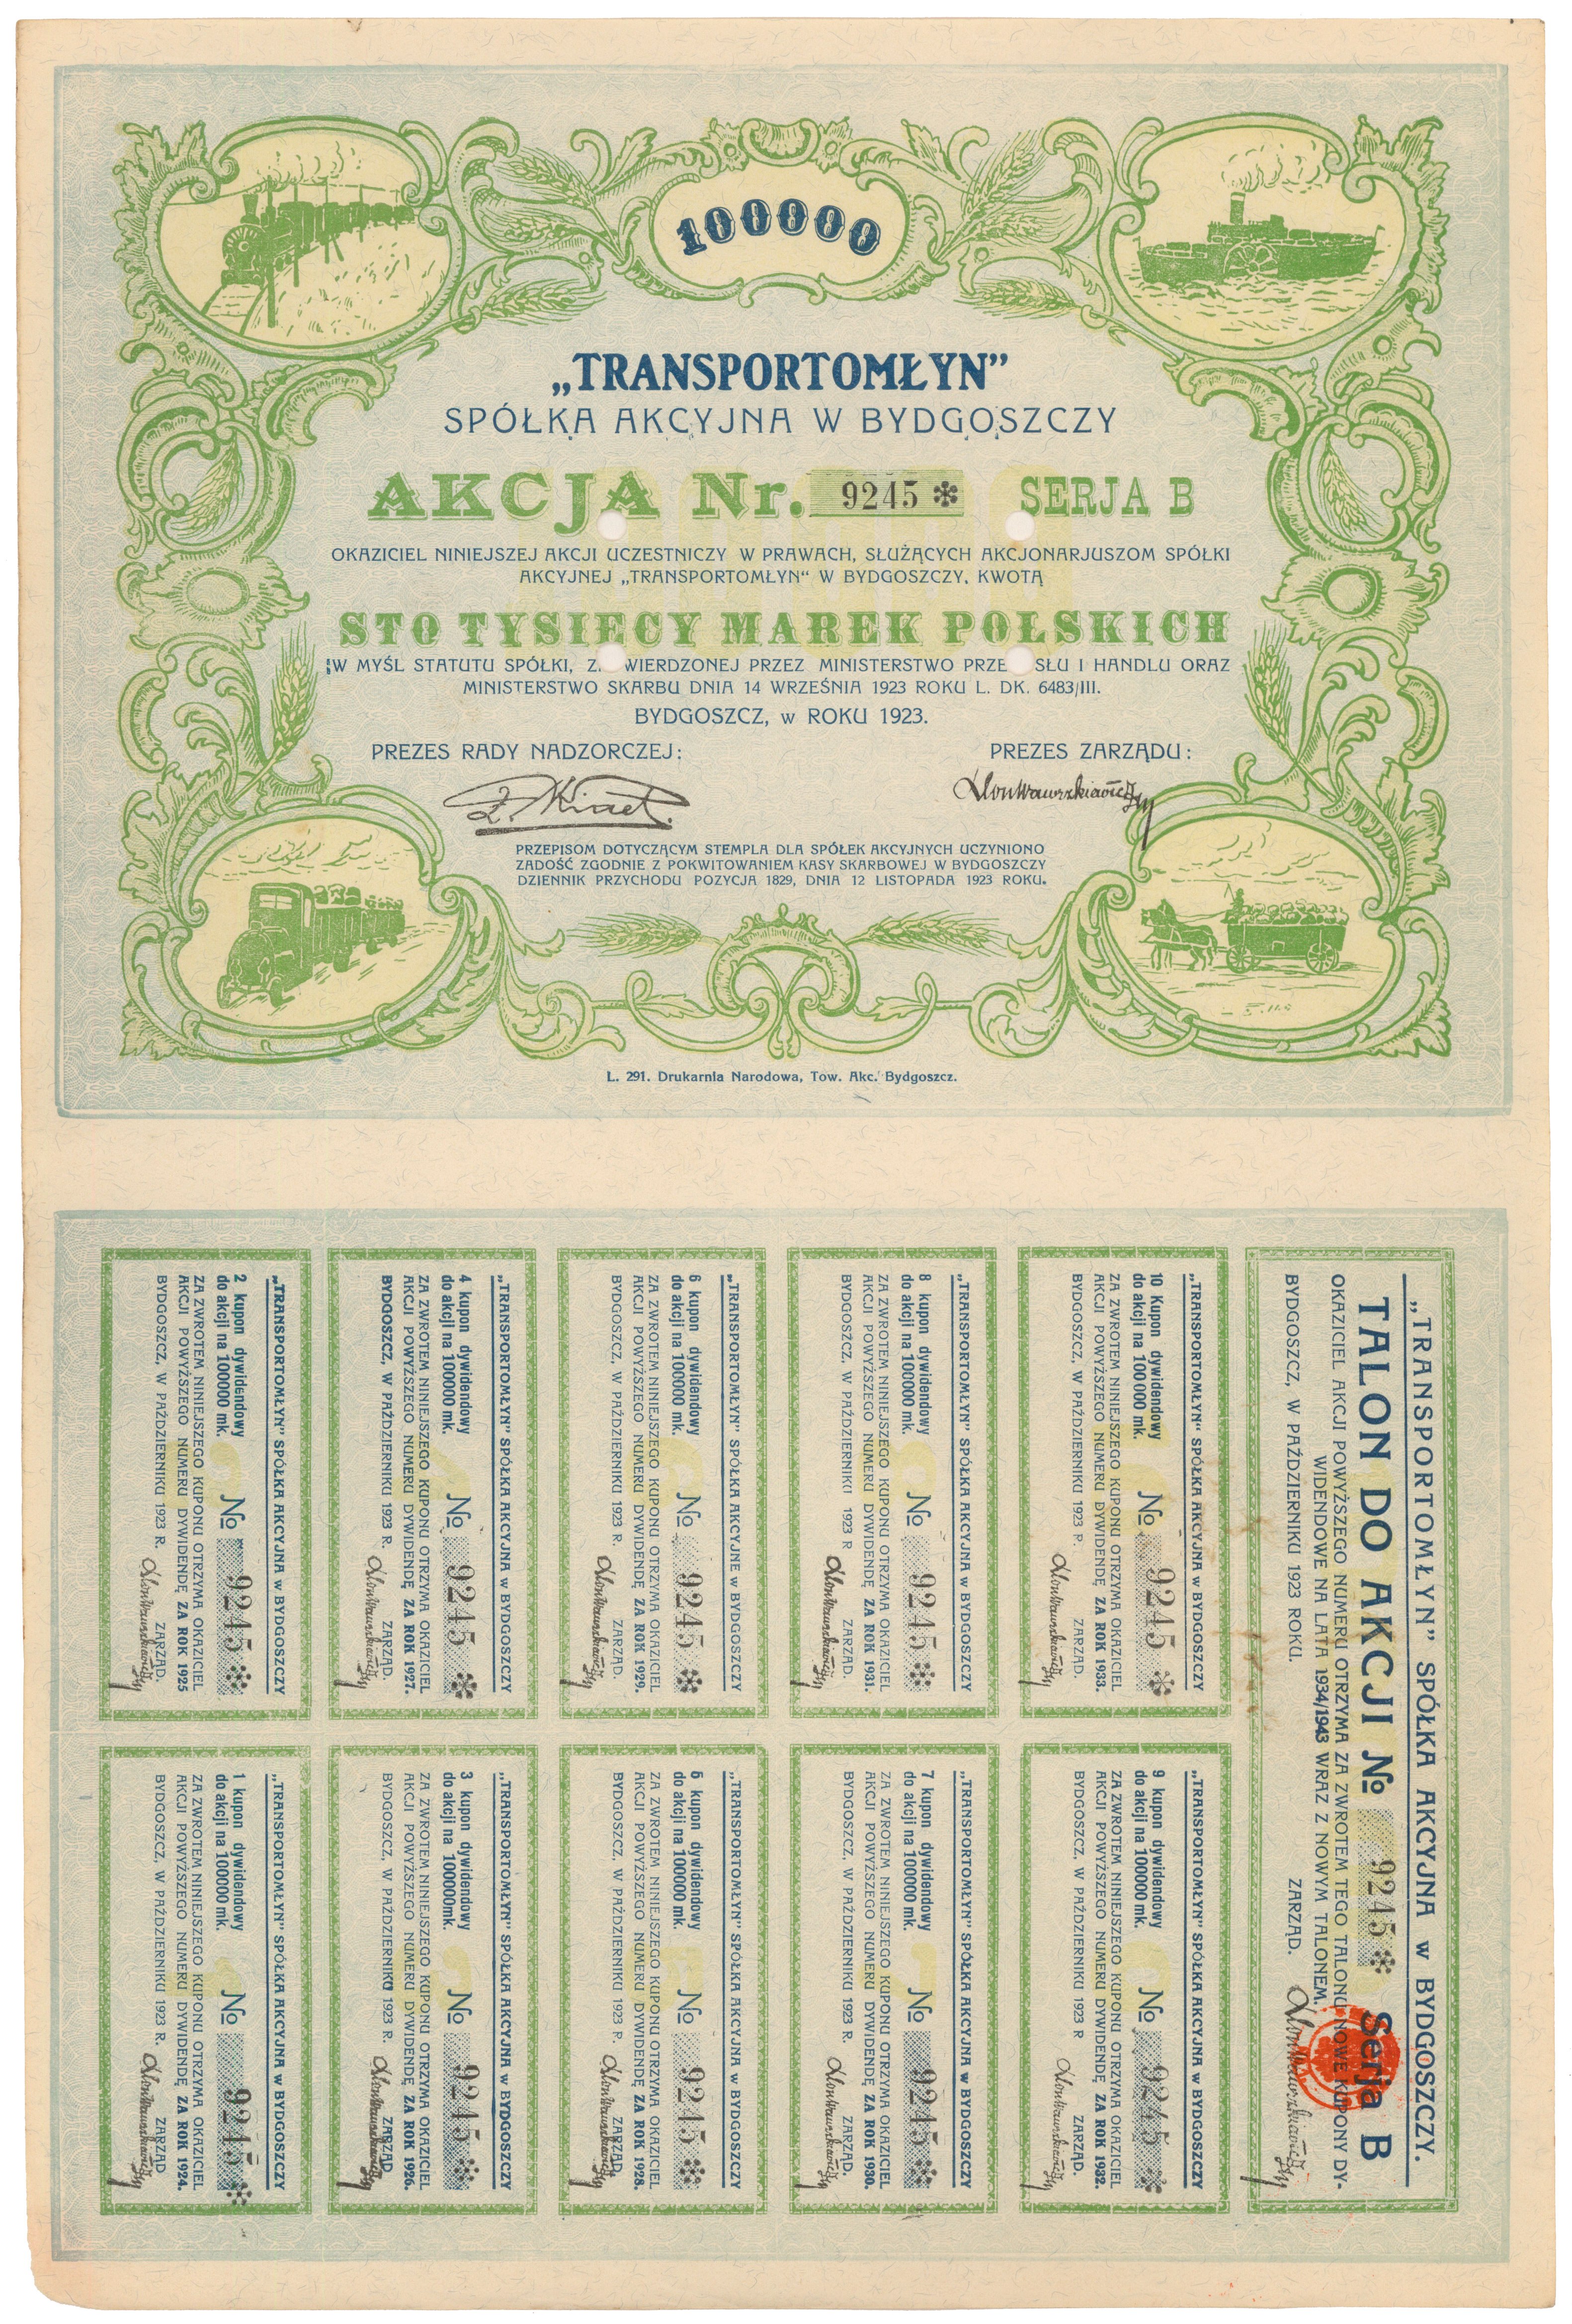 100000
„TRANSPORTOMŁYN”
SPÓŁKA AKCYJNA W BYDGOSZCZY
AKCJA Nr. 9245 * SERJA B
OKAZICIEL NINIEJSZEJ AKCJI UCZESTNICZY W PRAWACH, SŁUŻĄCYCH AKCJONARJUSZOM SPÓŁKI
AKCYJNEJ „TRANSPORTOMŁYN“ W BYDGOSZCZY, KWOTĄ
STO TYSIĘCY MAREK POLSKICH
W MYŚL STATUTU SPÓŁKI, Z WIERDZONEJ PRZEZ MINISTERSTWO PRZE SŁU I HANDLU ORAZ
MINISTERSTWO SKARBU DNIA 14 WRZEŚNIA 1923 ROKU L. DK. 6483/III.
BYDGOSZCZ, w ROKU 1923.
PREZES RADY NADZORCZEJ: PREZES ZARZĄDU:
PRZEPISOM DOTYCZĄCYM STEMPLA DLA SPÓŁEK AKCYJNYCH UCZYNIONO
ZADOŚĆ ZGODNIE Z POKWITOWANIEM KASY SKARBOWEJ W BYDGOSZCZY
DZIENNIK PRZYCHODU POZYCJA 1829, DNIA 12 LISTOPADA 1923 ROKU.
L. 291. Drukarnia Narodowa, Tow. Akc. Bydgoszcz.
„TRANSPORTOMŁYN” SPÓŁKA AKCYJNA w BYDGOSZCZY.
TALON DO AKCJI № 9245 * Serja B
OKAZICIEL AKCJI POWYŻSZEGO NUMERU OTRZYMA ZA ZWROTEM TEGO TALONU NOWE KUPONY DY-
WIDENDOWE NA LATA 1934/1943 WRAZ Z NOWYM TALONEM.
BYDGOSZCZ, W PAŹDZIERNIKU 1923 ROKU. ZARZĄD.
„TRANSPORTOMŁYN“ SPÓŁKA AKCYJNA w BYDGOSZCZY
10 Kupon dywidendowy
do akcji na 100 000 mk. № 9245 *
ZA ZWROTEM NINIEJSZEGO KUPONU OTRZYMA OKAZICIEL
AKCJI POWYŻSZEGO NUMERU DYWIDENDĘ ZA ROK 1933.
BYDGOSZCZ, W PAŹDZIERNIKU 1923 R. ZARZĄD.
„TRANSPORTOMŁYN” SPÓŁKA AKCYJNA w BYDGOSZCZY
9 kupon dywidendowy
do akcji na 100000 mk. № 9245 *
ZA ZWROTEM NINIEJSZEGO KUPONU OTRZYMA OKAZICIEL
AKCJI POWYŻSZEGO NUMERU DYWIDENDĘ ZA ROK 1932.
BYDGOSZCZ, W PAŹDZIERNIKU 1923 R ZARZĄD.
„TRANSPORTOMŁYN” SPÓŁKA AKCYJNA w BYDGOSZCZY
8 kupon dywidendowy
do akcji na 100000 mk. № 9245 *
ZA ZWROTEM NINIEJSZEGO KUPONU OTRZYMA OKAZICIEL
AKCJI POWYŻSZEGO NUMERU DYWIDENDĘ ZA ROK 1931.
BYDGOSZCZ, W PAŹDZIERNIKU 1923 R ZARZĄD.
„TRANSPORTOMŁYN” SPÓŁKA AKCYJNA w BYDGOSZCZY
7 kupon dywidendowy
do akcji na 100000 mk. № 9245 *
ZA ZWROTEM NINIEJSZEGO KUPONU OTRZYMA OKAZICIEL
AKCJI POWYŻSZEGO NUMERU DYWIDENDĘ ZA ROK 1930.
BYDGOSZCZ, W PAŹDZIERNIKU 1923 R. ZARZĄD.
„TRANSPORTOMŁYN” SPÓŁKA AKCYJNE w BYDGOSZCZY
6 kupon dywidendowy
do akcji na 100000 mk. № 9245 *
ZA ZWROTEM NINIEJSZEGO KUPONU OTRZYMA OKAZICIEL
AKCJI POWYŻSZEGO NUMERU DYWIDENDĘ ZA ROK 1929.
BYDGOSZCZ, W PAŹDZIERNIKU 1923 R. ZARZĄD.
„TRANSPORTOMŁYN” SPÓŁKA AKCYJNA w BYDGOSZCZY
5 kupon dywidendowy
do akcji na 100000 mk. № 9245 *
ZA ZWROTEM NINIEJSZEGO KUPONU OTRZYMA OKAZICIEL
AKCJI POWYŻSZEGO NUMERU DYWIDENDĘ ZA ROK 1928.
BYDGOSZCZ, W PAŹDZIERNIKU 1923 R. ZARZĄD.
„TRANSPORTOMŁYN” SPÓŁKA AKCYJNA w BYDGOSZCZY
4 kupon dywidendowy
do akcji na 100000 mk. № 9245 *
ZA ZWROTEM NINIEJSZEGO KUPONU OTRZYMA OKAZICIEL
AKCJI POWYŻSZEGO NUMERU DYWIDENDĘ ZA ROK 1927.
BYDGOSZCZ, W PAŹDZIERNIKU 1923 R. ZARZĄD.
„TRANSPORTOMŁYN” SPÓŁKA AKCYJNA w BYDGOSZCZY
3 kupon dywidendowy
do akcji na 100000mk. № 9245 *
ZA ZWROTEM NINIEJSZEGO KUPONU OTRZYMA OKAZICIEL
AKCJI POWYŻSZEGO NUMERU DYWIDENDĘ ZA ROK 1926.
BYDGOSZCZ, W PAŹDZIERNIKU 1923 R. ZARZĄD
„TRANSPORTOMŁYN” SPÓŁKA AKCYJNA w BYDGOSZCZY
2 kupon dywidendowy
do akcji na 100000 mk. № 9245 *
ZA ZWROTEM NINIEJSZEGO KUPONU OTRZYMA OKAZICIEL
AKCJI POWYŻSZEGO NUMERU DYWIDENDĘ ZA ROK 1925
BYDGOSZCZ, W PAŹDZIERNIKU 1923 R. ZARZĄD.
„TRANSPORTOMŁYN” SPÓŁKA AKCYJNA w BYDGOSZCZY
1 kupon dywidendowy
do akcji na 100000 mk. № 9245 *
ZA ZWROTEM NINIEJSZEGO KUPONU OTRZYMA OKAZICIEL
AKCJI POWYŻSZEGO NUMERU DYWIDENDĘ ZA ROK 1924.
BYDGOSZCZ, W PAŹDZIERNIKU 1923 R. ZARZĄD